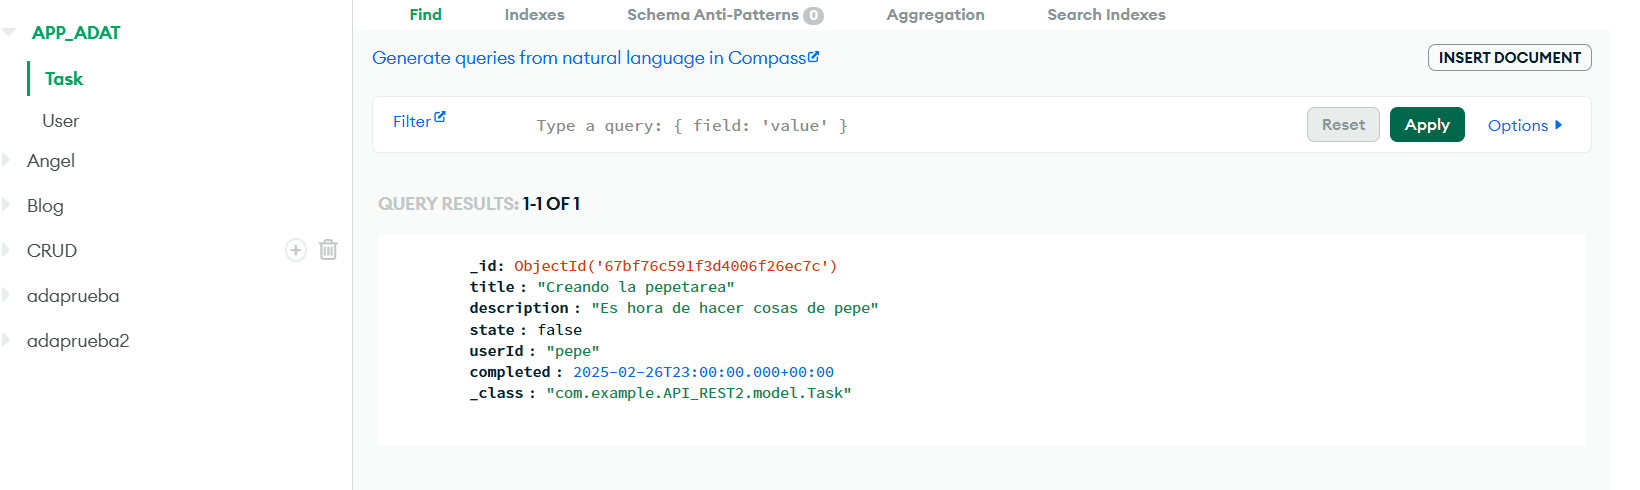 APP_ADAT
Task
User
Angel
Blog
CRUD
adaprueba
adaprueba2
Find Indexes Schema Anti-Patterns 0 Aggregation Search Indexes
Generate queries from natural language in Compass
INSERT DOCUMENT
Filter Type a query: { field: 'value' } Reset Apply Options
QUERY RESULTS: 1-1 OF 1
_id: ObjectId('67bf76c591f3d4006f26ec7c')
title : "Creando la pepetarea"
description : "Es hora de hacer cosas de pepe"
state : false
userId : "pepe"
completed : 2025-02-26T23:00:00.000+00:00
_class : "com.example.API_REST2.model.Task"